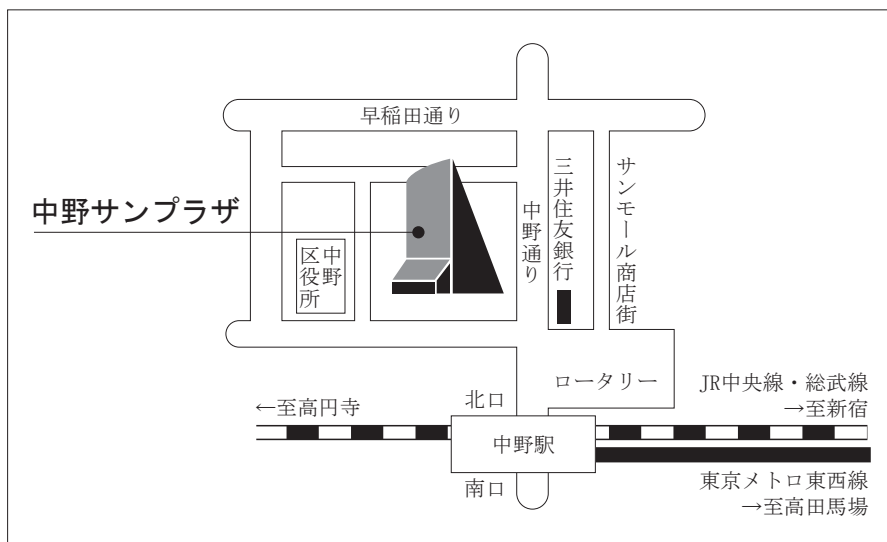 早稲田通り
中野サンプラザ
中野
区役所
中野通り
三井住友銀行
サンモール商店街
ロータリー
北口
←至高円寺
JR中央線・総武線
→至新宿
中野駅
南口
東京メトロ東西線
→至高田馬場